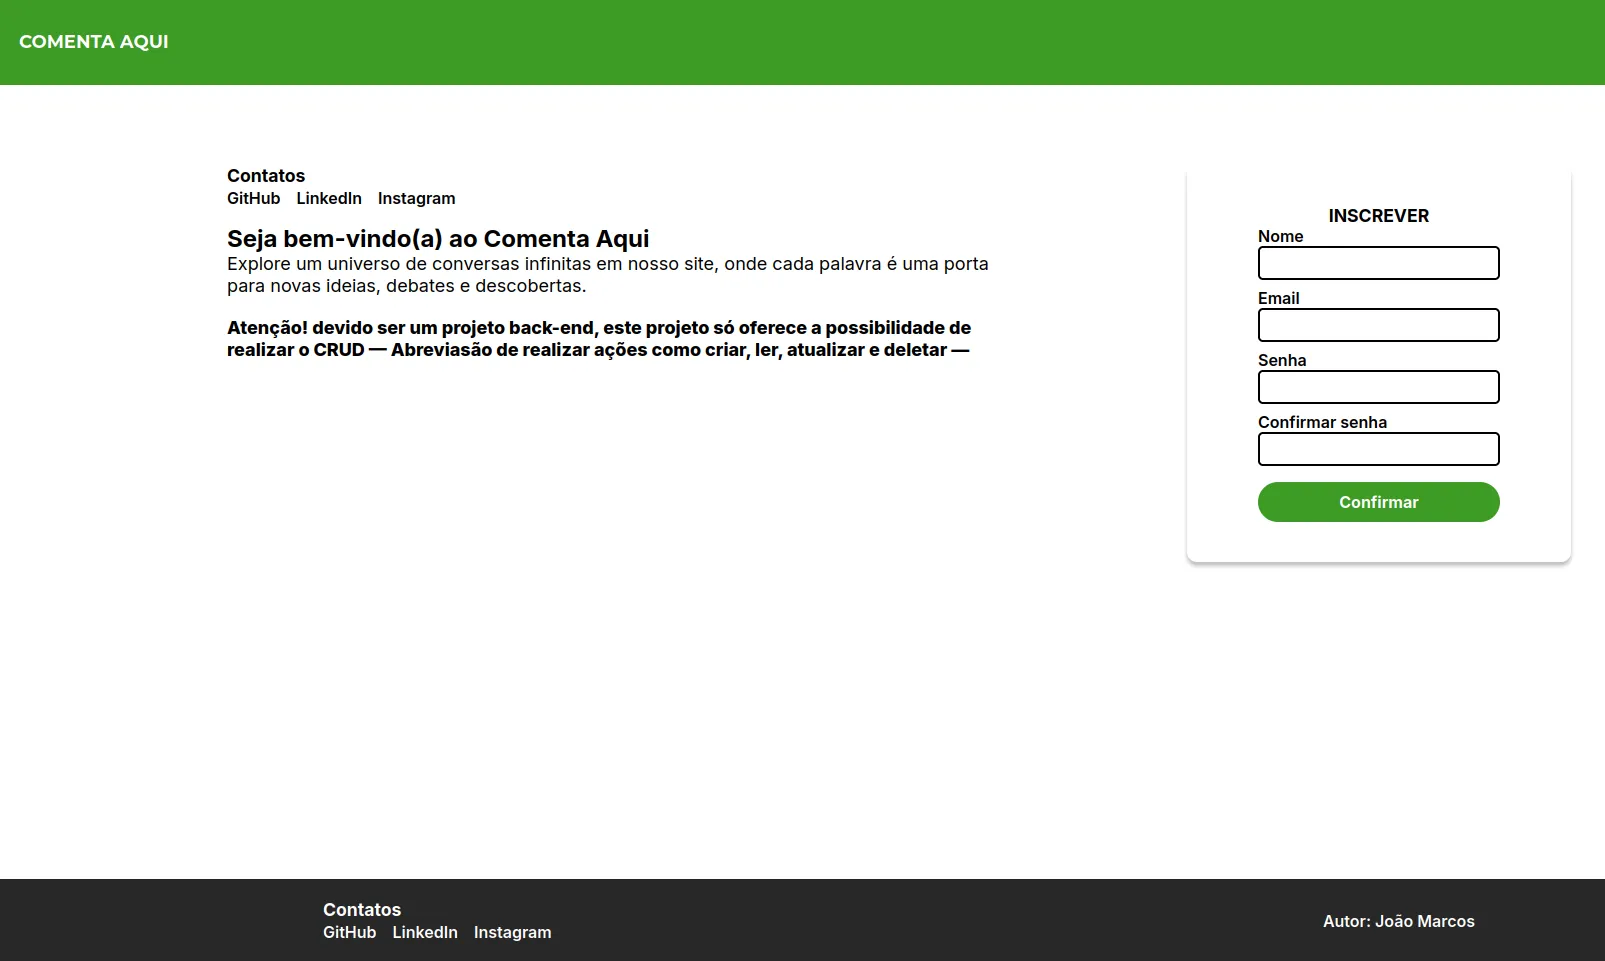 COMENTA AQUI
Contatos
GitHub LinkedIn Instagram
Seja bem-vindo(a) ao Comenta Aqui
Explore um universo de conversas infinitas em nosso site, onde cada palavra é uma porta
para novas ideias, debates e descobertas.
Atenção! devido ser um projeto back-end, este projeto só oferece a possibilidade de
realizar o CRUD — Abreviasão de realizar ações como criar, ler, atualizar e deletar —
INSCREVER
Nome
Email
Senha
Confirmar senha
Confirmar
Contatos
GitHub LinkedIn Instagram
Autor: João Marcos